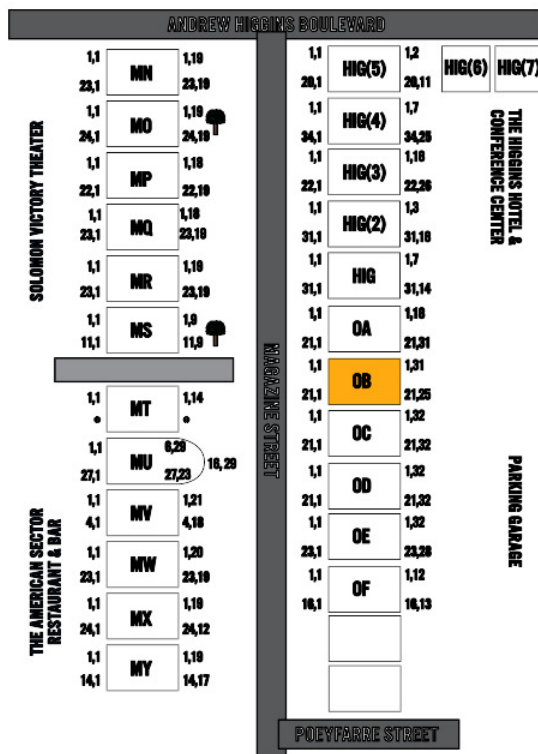 ANDREW HIGGINS BOULEVARD
SOLOMON VICTORY THEATER
1,1 MN 1,19
23,1 23,19
1,1 MO 1,19
24,1 24,19
1,1 MP 1,18
22,1 22,19
1,1 MQ 1,18
23,1 23,19
1,1 MR 1,19
23,1 23,19
1,1 MS 1,9
11,1 11,9
THE AMERICAN SECTOR
RESTAURANT & BAR
1,1 MT 1,14
1,1 MU 6,29
27,1 27,23
16,29
1,1 MV 1,21
4,1 4,18
1,1 MW 1,20
23,1 23,19
1,1 MX 1,19
24,1 24,12
1,1 MY 1,19
14,1 14,17
MAGAZINE STREET
1,1 HIG(5) 1,2
20,1 20,11
HIG(6)
HIG(7)
1,1 HIG(4) 1,7
34,1 34,25
1,1 HIG(3) 1,18
22,1 22,26
1,1 HIG(2) 1,3
31,1 31,18
1,1 HIG 1,7
31,1 31,14
1,1 OA 1,18
21,1 21,31
1,1 OB 1,31
21,1 21,25
1,1 OC 1,32
21,1 21,32
1,1 OD 1,32
21,1 21,32
1,1 OE 1,32
23,1 23,28
1,1 OF 1,12
16,1 16,13
THE HIGGINS HOTEL &
CONFERENCE CENTER
PARKING GARAGE
POEYFARRE STREET